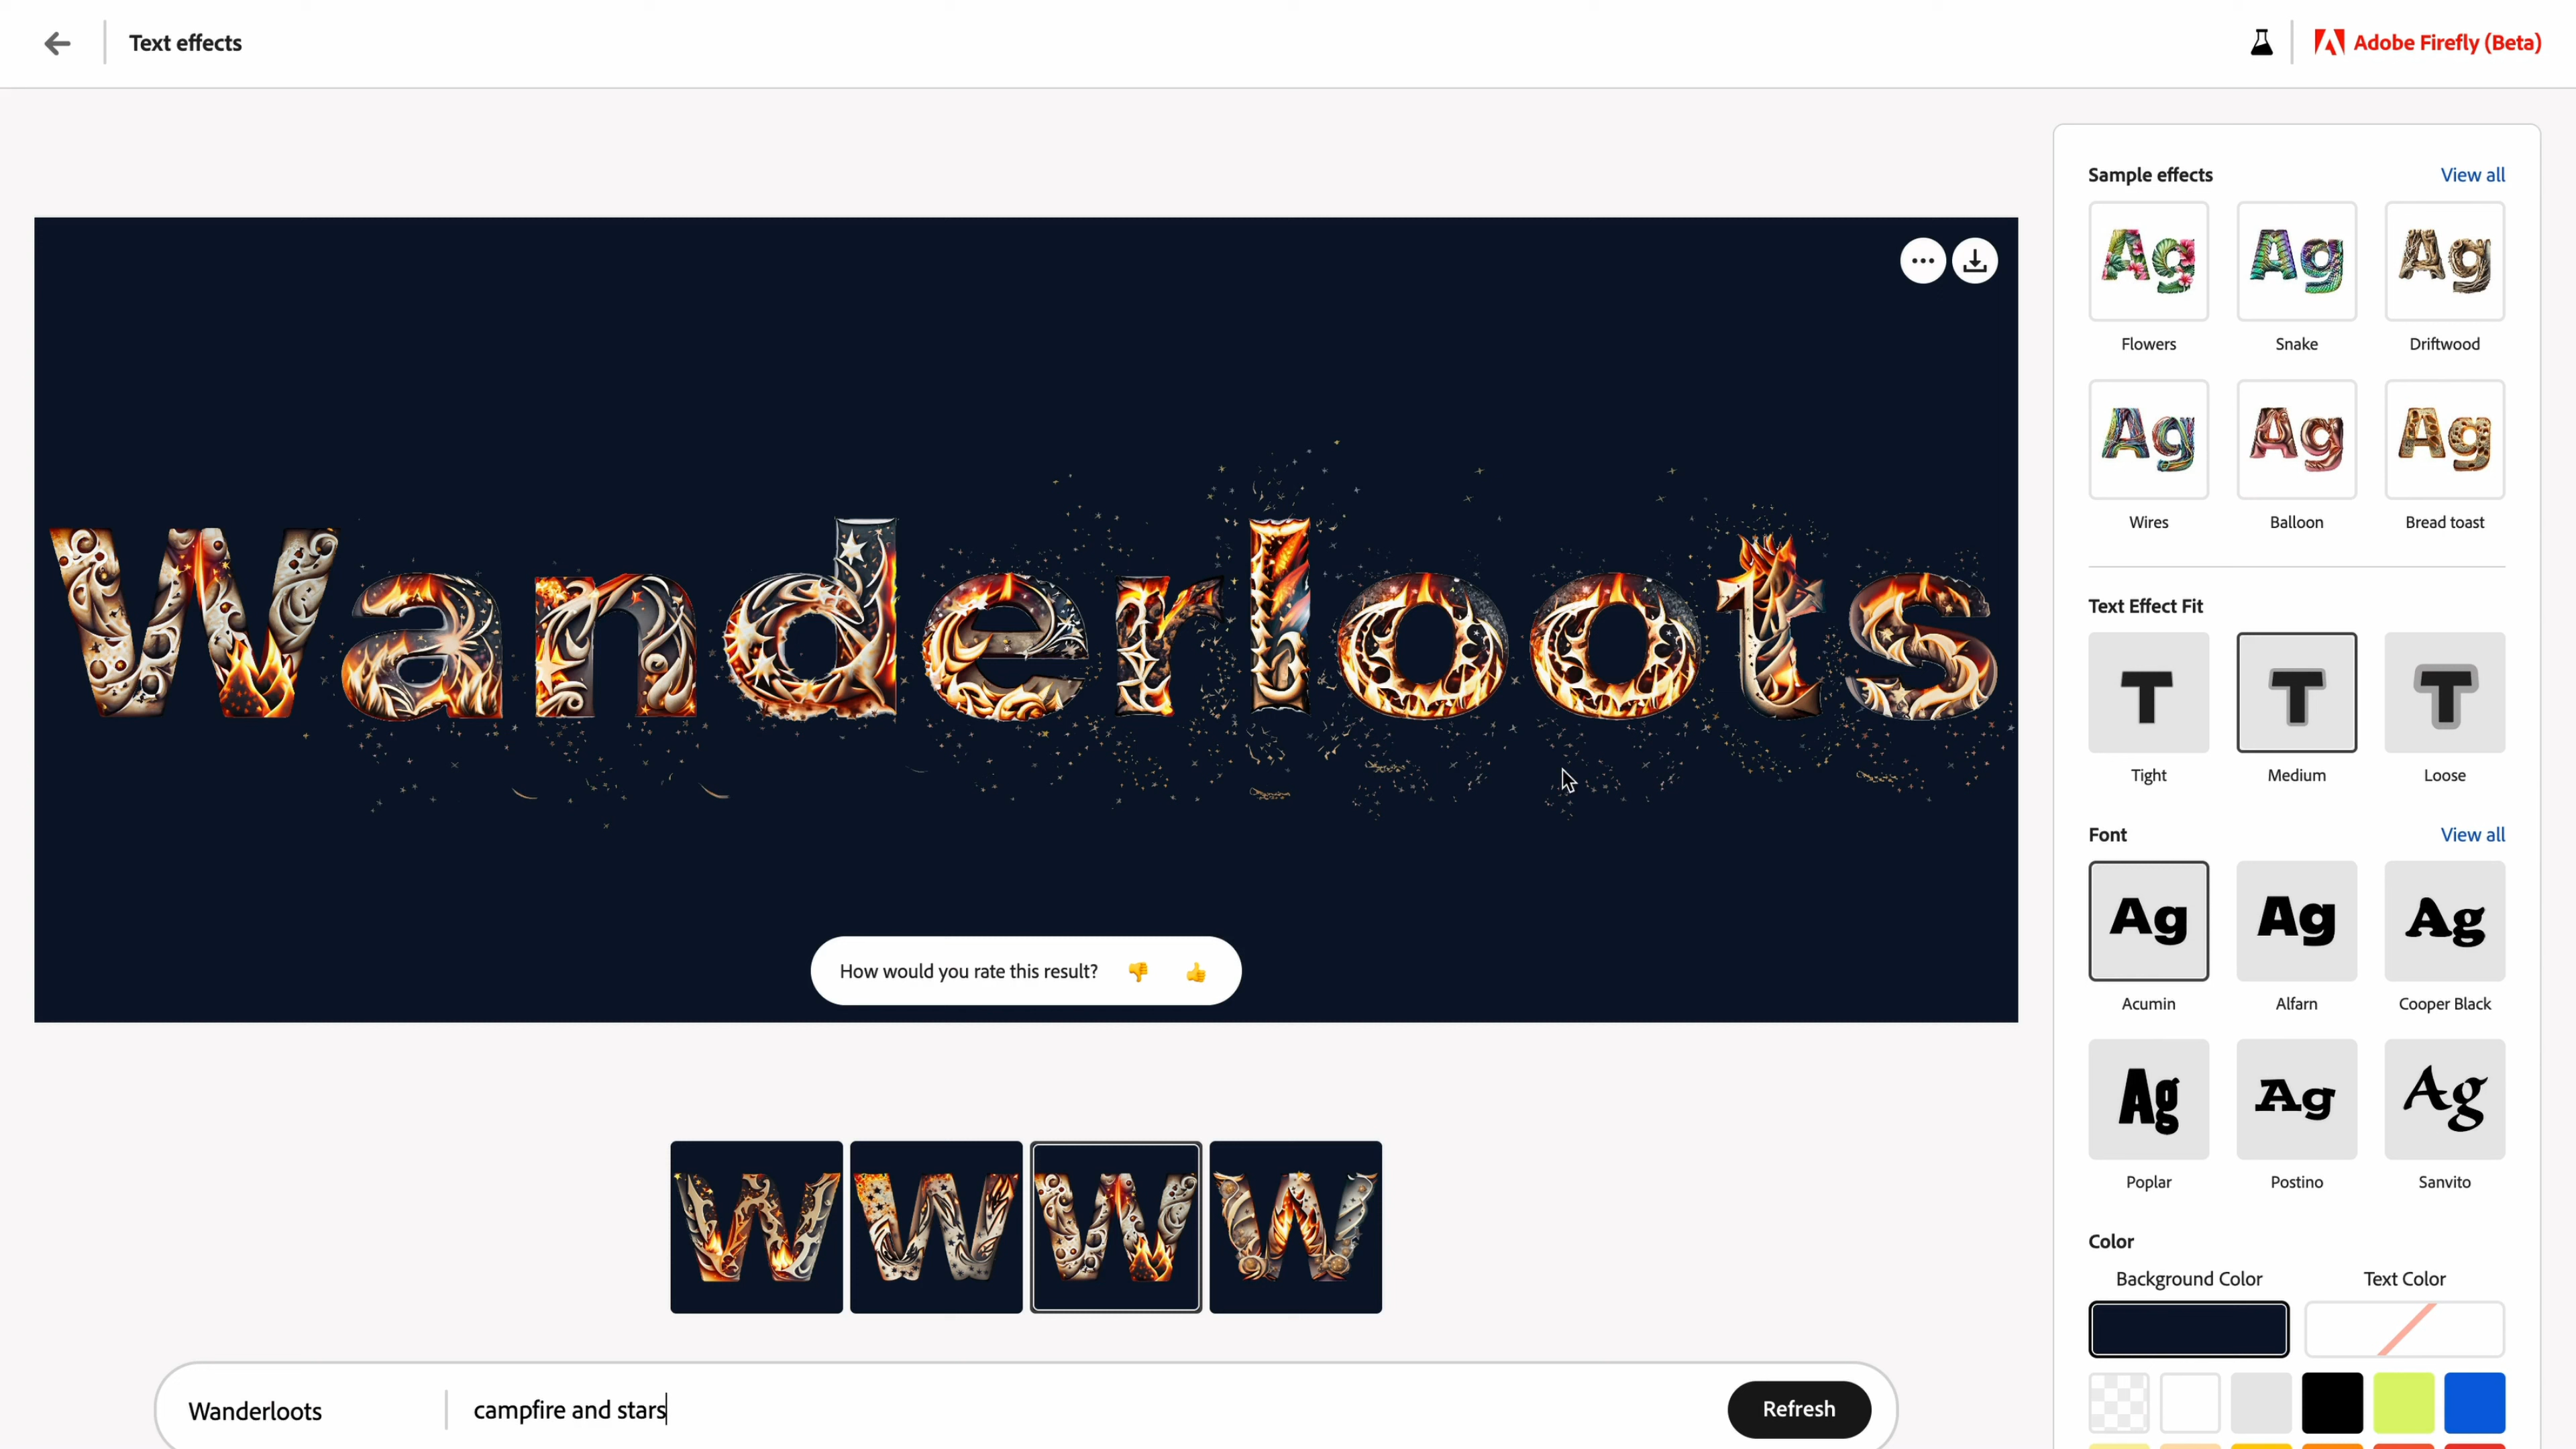 Text effects
Adobe Firefly (Beta)
Wanderloots
How would you rate this result?
W W W W
Wanderloots
campfire and stars
Refresh
Sample effects View all
Ag Ag Ag
Flowers Snake Driftwood
Ag Ag Ag
Wires Balloon Bread toast
Text Effect Fit
T T T
Tight Medium Loose
Font View all
Ag Ag Ag
Acumin Alfarn Cooper Black
Ag Ag Ag
Poplar Postino Sanvito
Color
Background Color Text Color